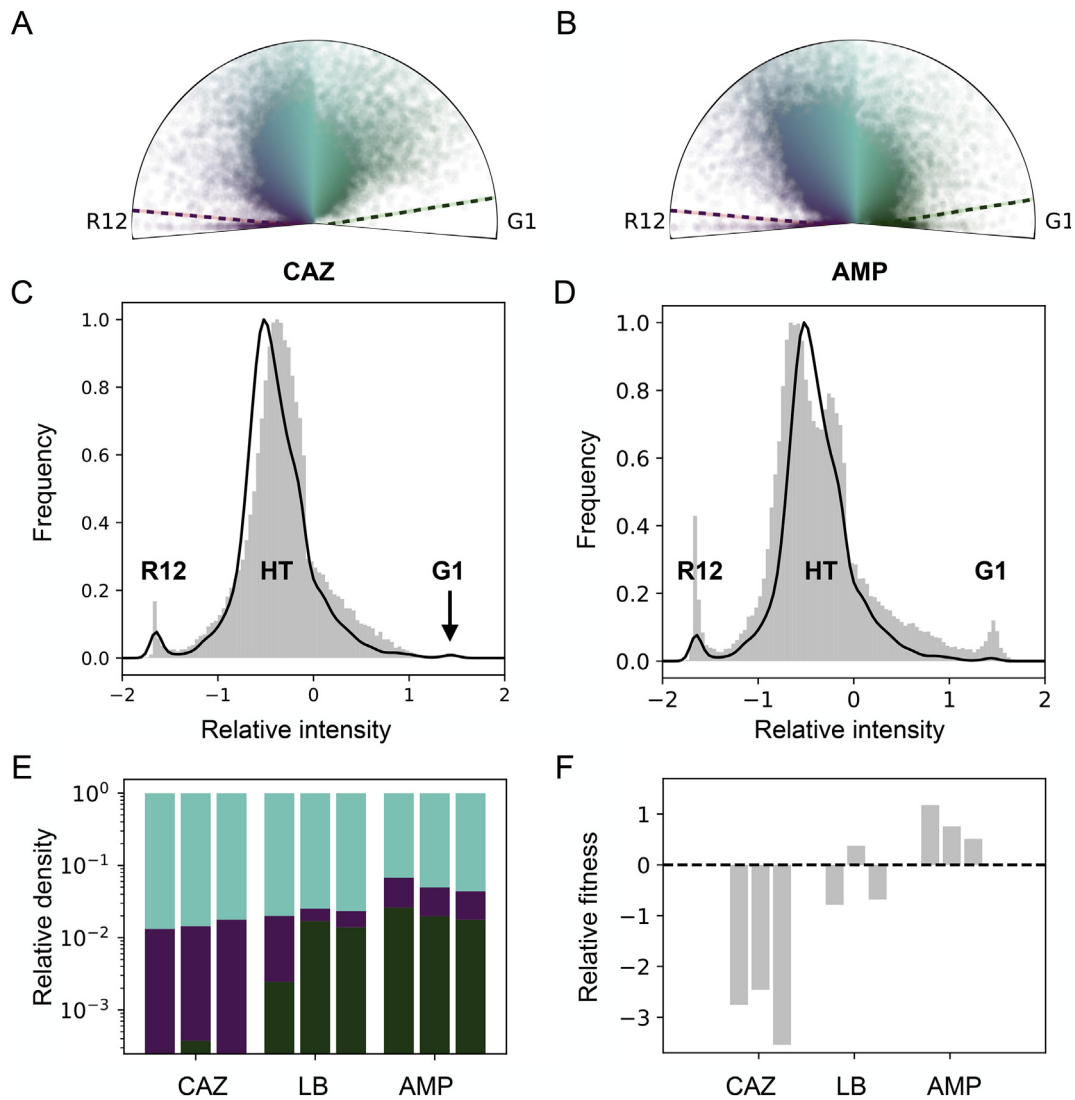 A
B
R12
G1
R12
G1
CAZ
AMP
C
D
1.0
0.8
0.6
0.4
0.2
0.0
Frequency
R12
HT
G1
−2
−1
0
1
2
Relative intensity
1.0
0.8
0.6
0.4
0.2
0.0
Frequency
R12
HT
G1
−2
−1
0
1
2
Relative intensity
E
F
10⁰
10⁻¹
10⁻²
10⁻³
Relative density
CAZ
LB
AMP
1
0
−1
−2
−3
Relative fitness
CAZ
LB
AMP